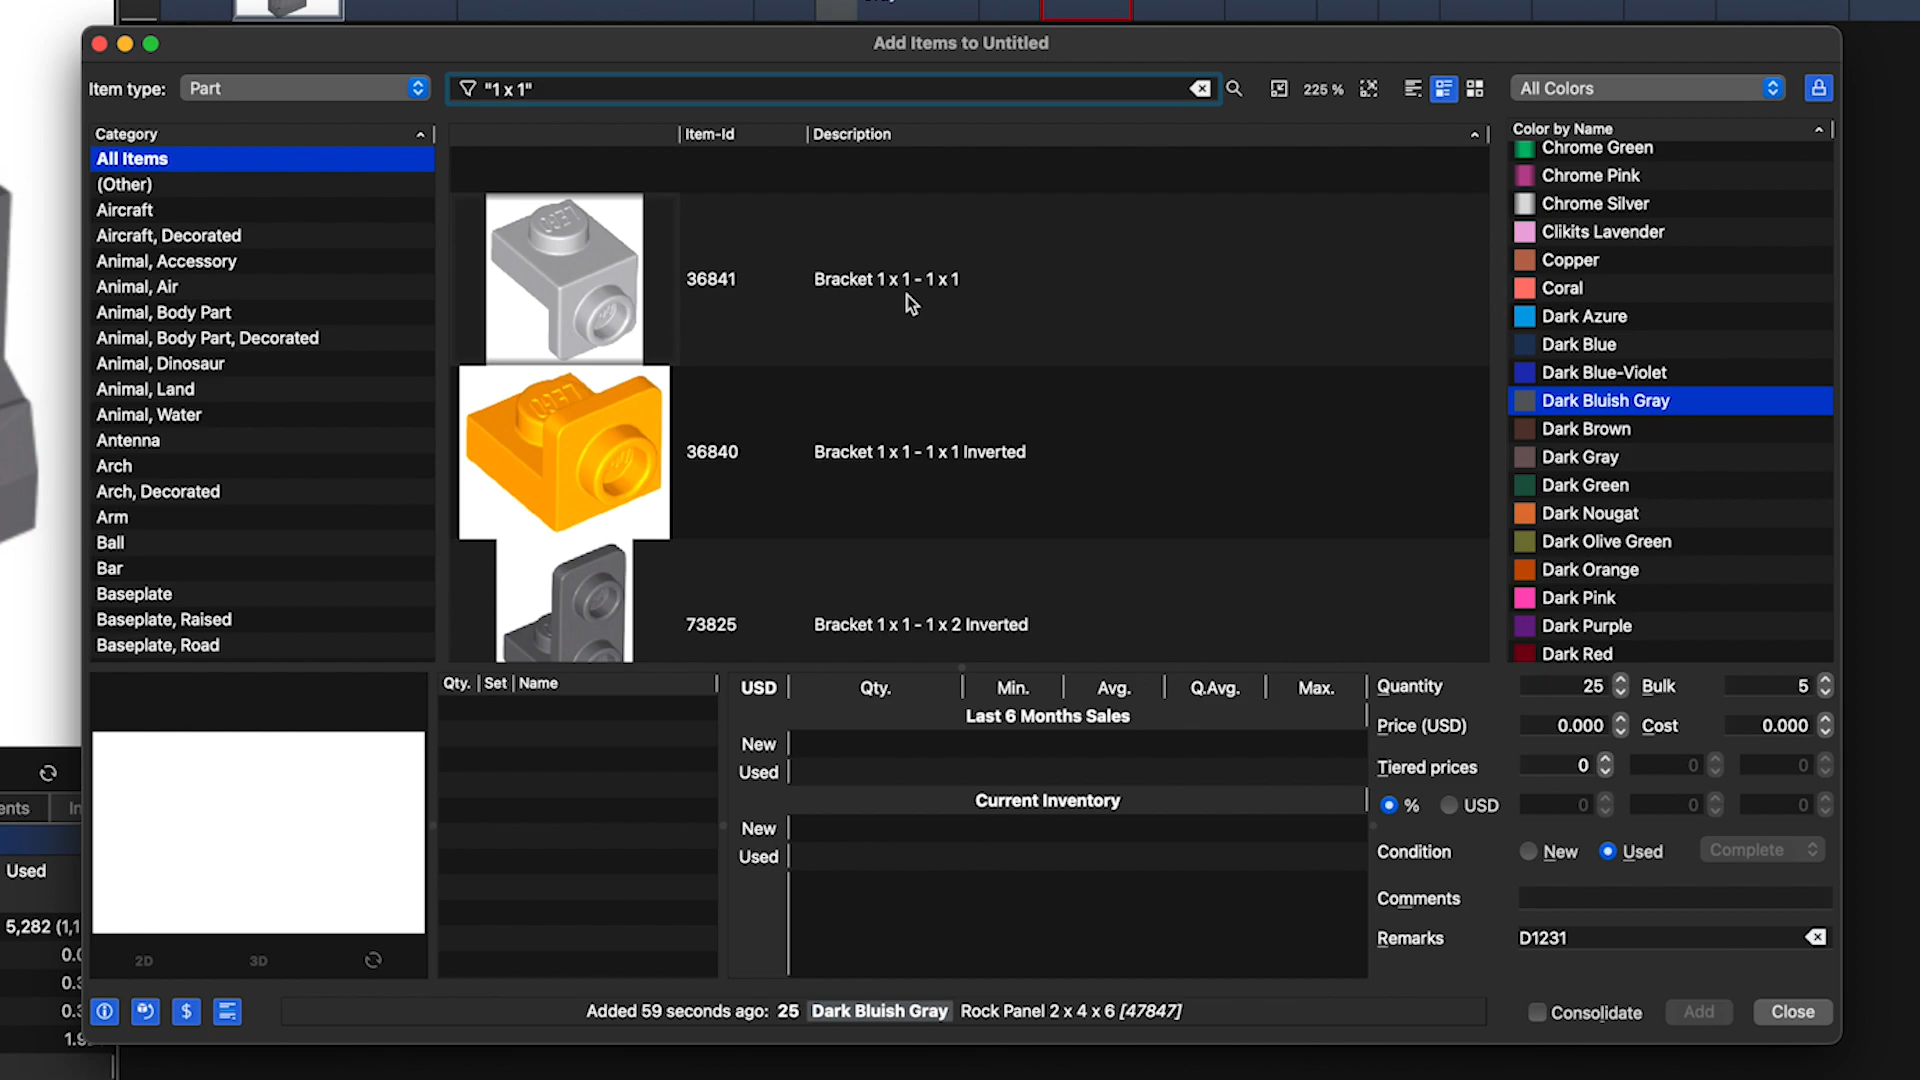 Add Items to Untitled
Item type: Part "1 x 1" 225 % All Colors
Category
All Items
(Other)
Aircraft
Aircraft, Decorated
Animal, Accessory
Animal, Air
Animal, Body Part
Animal, Body Part, Decorated
Animal, Dinosaur
Animal, Land
Animal, Water
Antenna
Arch
Arch, Decorated
Arm
Ball
Bar
Baseplate
Baseplate, Raised
Baseplate, Road
Item-Id Description
LEGO
36841 Bracket 1 x 1 - 1 x 1
LEGO
36840 Bracket 1 x 1 - 1 x 1 Inverted
73825 Bracket 1 x 1 - 1 x 2 Inverted
Color by Name
Chrome Green
Chrome Pink
Chrome Silver
Clikits Lavender
Copper
Coral
Dark Azure
Dark Blue
Dark Blue-Violet
Dark Bluish Gray
Dark Brown
Dark Gray
Dark Green
Dark Nougat
Dark Olive Green
Dark Orange
Dark Pink
Dark Purple
Dark Red
2D 3D
Qty. Set Name
USD Qty. Min. Avg. Q.Avg. Max.
Last 6 Months Sales
New
Used
Current Inventory
New
Used
Quantity 25 Bulk 5
Price (USD) 0.000 Cost 0.000
Tiered prices 0 0 0
% USD 0 0 0
Condition New Used Complete
Comments
Remarks D1231
Added 59 seconds ago: 25 Dark Bluish Gray Rock Panel 2 x 4 x 6 [47847]
Consolidate Add Close
Used
5,282 (1,1